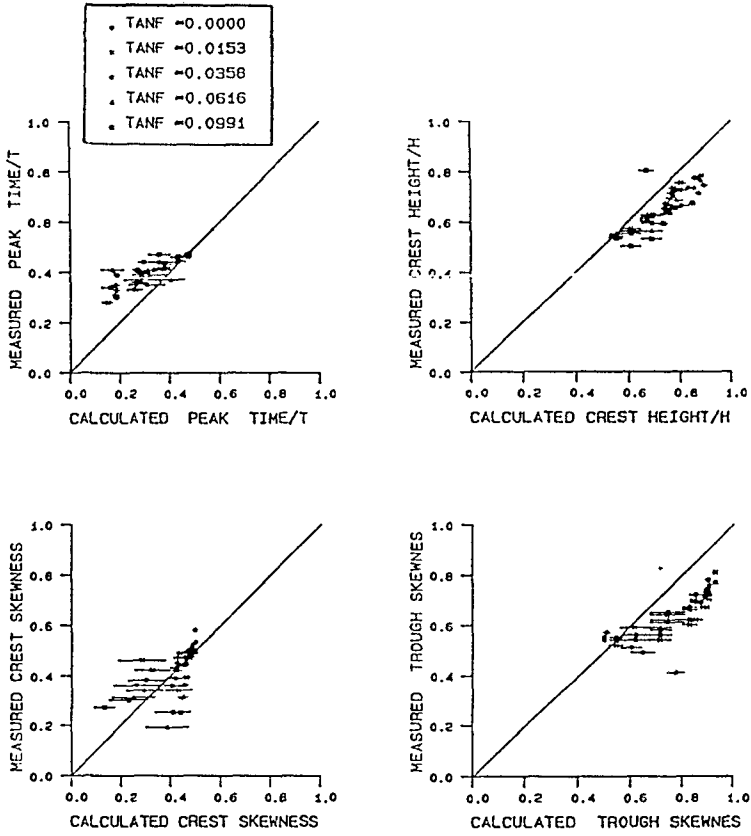 TANF =0.0000
TANF =0.0153
TANF =0.0358
TANF =0.0616
TANF =0.0991
1.0
0.8
0.6
0.4
0.2
0.0
MEASURED PEAK TIME/T
0.0 0.2 0.4 0.6 0.8 1.0
CALCULATED PEAK TIME/T
1.0
0.8
0.6
0.4
0.2
0.0
MEASURED CREST HEIGHT/H
0.0 0.2 0.4 0.6 0.8 1.0
CALCULATED CREST HEIGHT/H
1.0
0.8
0.6
0.4
0.2
0.0
MEASURED CREST SKEWNESS
0.0 0.2 0.4 0.6 0.8 1.0
CALCULATED CREST SKEWNESS
1.0
0.8
0.6
0.4
0.2
0.0
MEASURED TROUGH SKEWNES
0.0 0.2 0.4 0.6 0.8 1.0
CALCULATED TROUGH SKEWNES